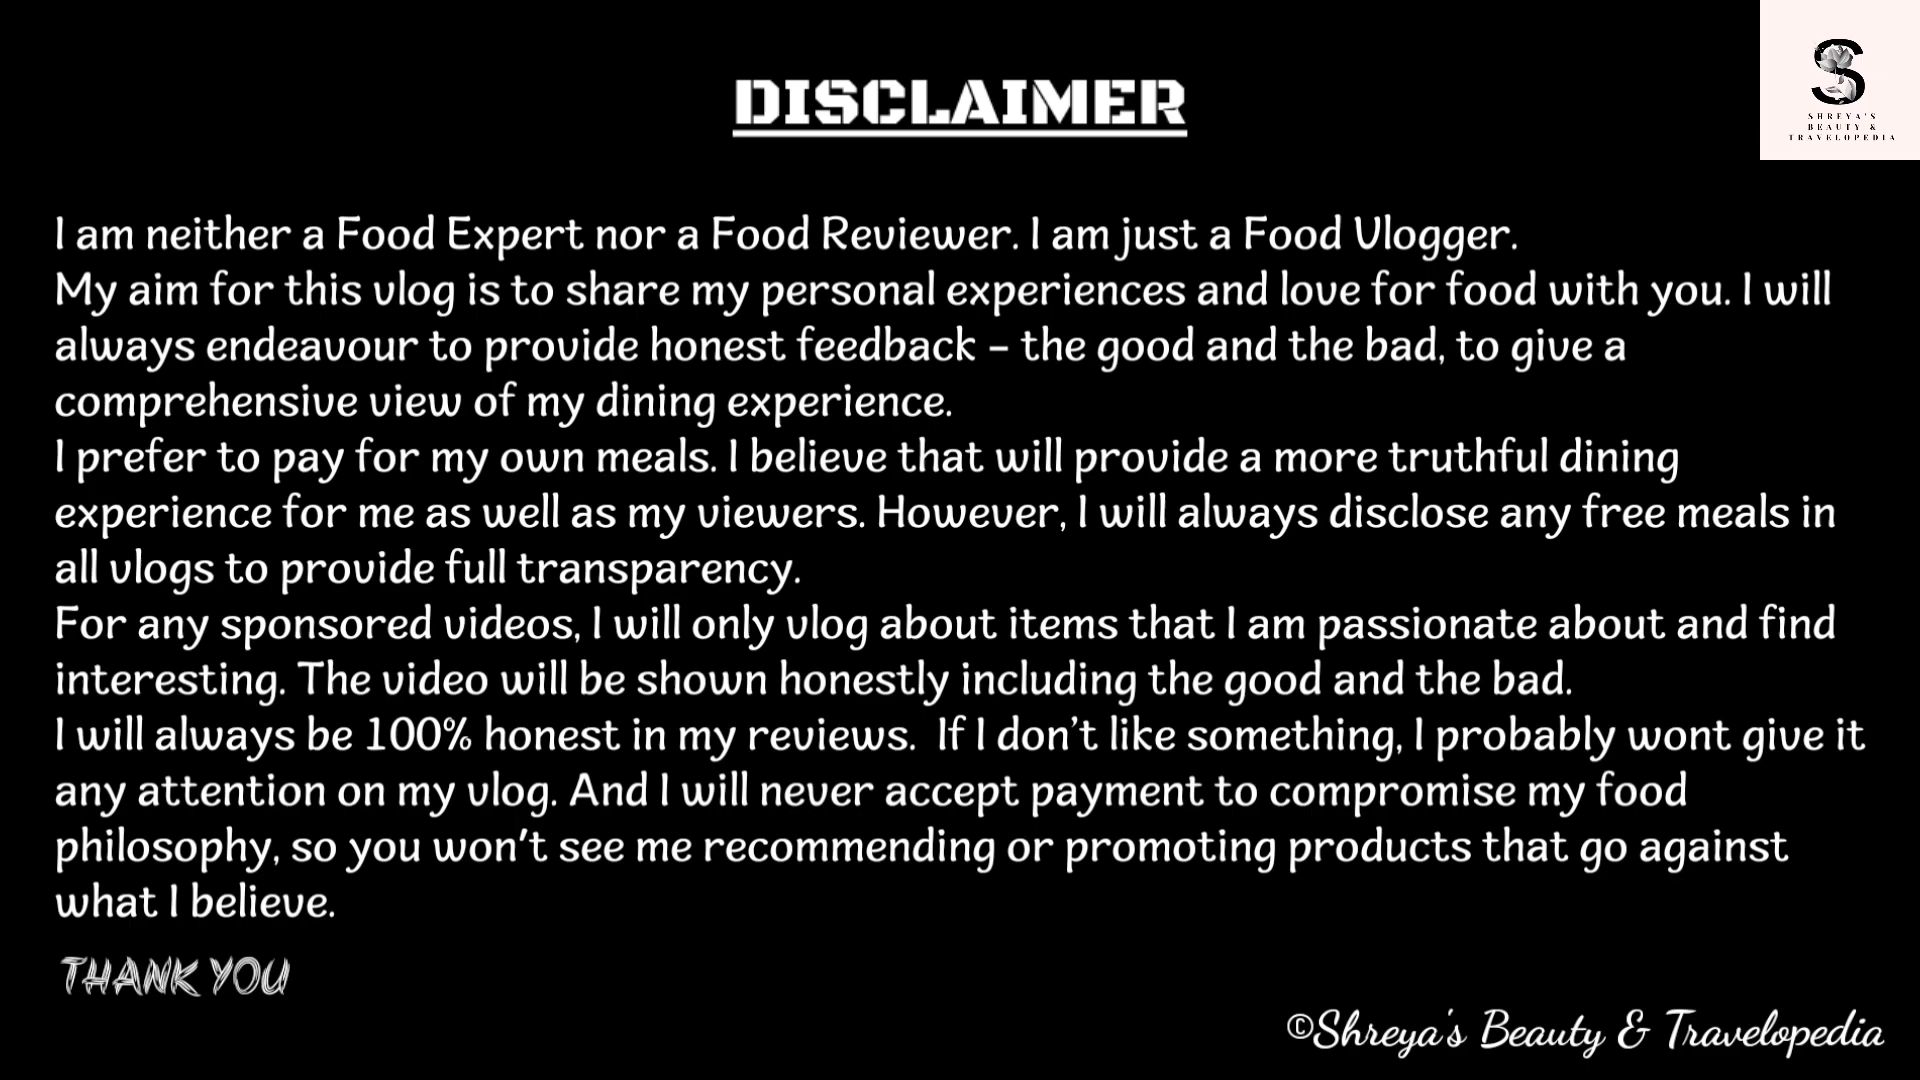 SHREYA'S
BEAUTY &
TRAVELOPEDIA
DISCLAIMER
I am neither a Food Expert nor a Food Reviewer. I am just a Food Vlogger.
My aim for this vlog is to share my personal experiences and love for food with you. I will
always endeavour to provide honest feedback – the good and the bad, to give a
comprehensive view of my dining experience.
I prefer to pay for my own meals. I believe that will provide a more truthful dining
experience for me as well as my viewers. However, I will always disclose any free meals in
all vlogs to provide full transparency.
For any sponsored videos, I will only vlog about items that I am passionate about and find
interesting. The video will be shown honestly including the good and the bad.
I will always be 100% honest in my reviews.  If I don’t like something, I probably wont give it
any attention on my vlog. And I will never accept payment to compromise my food
philosophy, so you won't see me recommending or promoting products that go against
what I believe.
THANK YOU
©Shreya's Beauty & Travelopedia